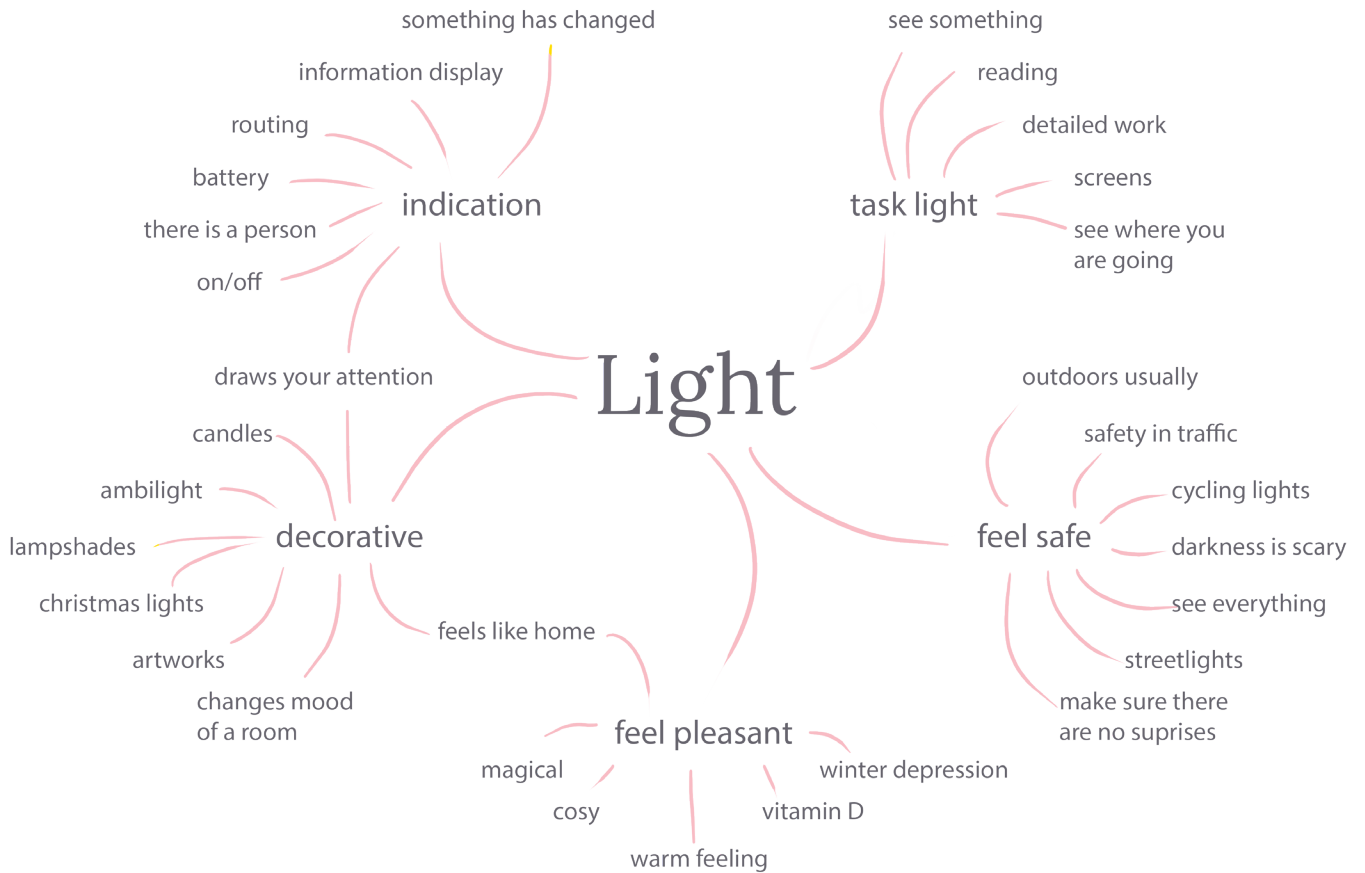 something has changed
information display
routing
battery
there is a person
on/off
indication
see something
reading
detailed work
screens
see where you
are going
task light
Light
draws your attention
candles
ambilight
lampshades
christmas lights
artworks
changes mood
of a room
decorative
feels like home
outdoors usually
safety in traffic
cycling lights
darkness is scary
see everything
streetlights
make sure there
are no suprises
feel safe
feel pleasant
magical
cosy
warm feeling
vitamin D
winter depression